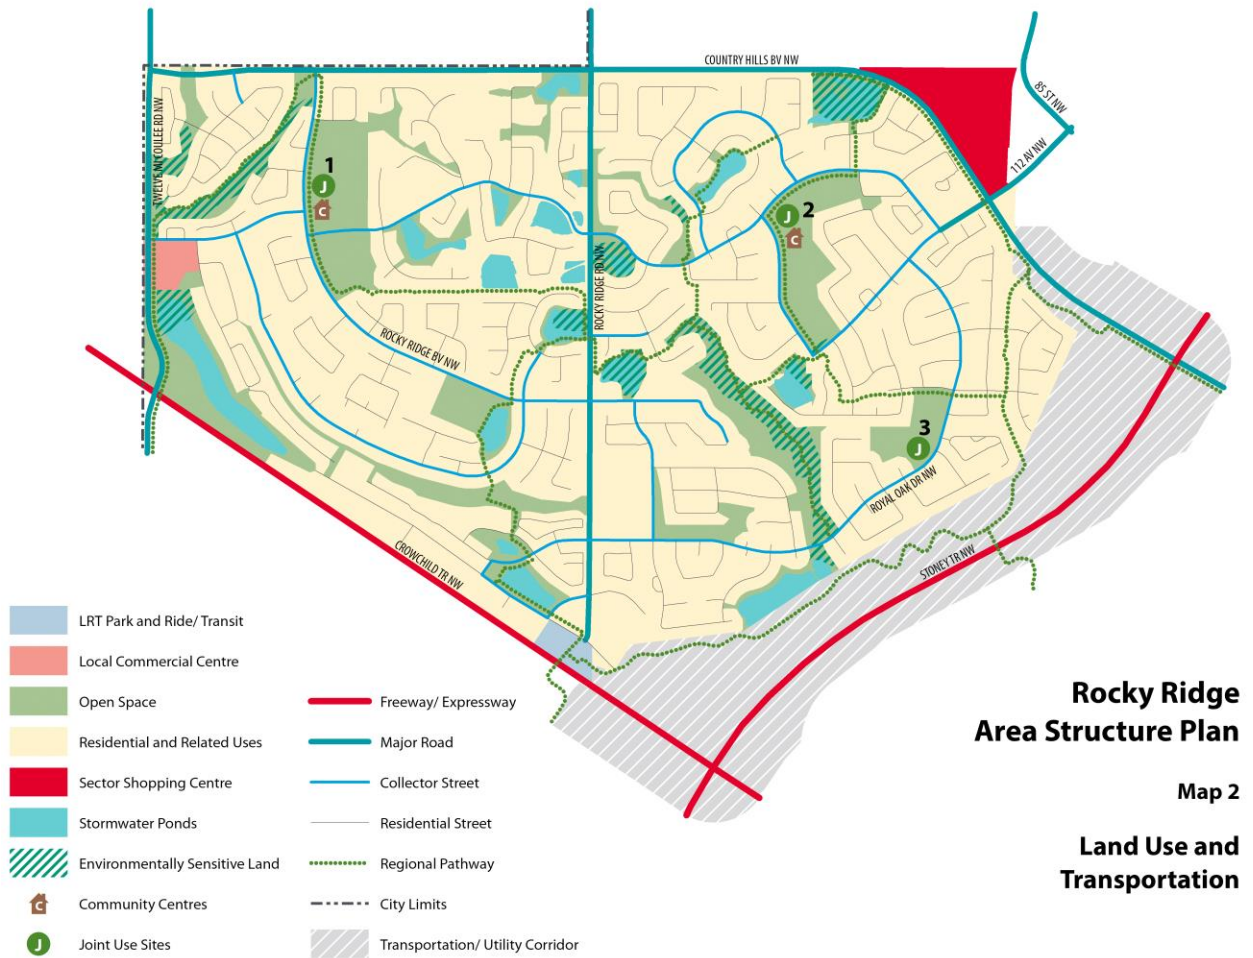 COUNTRY HILLS BV NW
85 ST NW
112 AV NW
TWELVE MI COULEE RD NW
1
J
C
2
J
C
ROCKY RIDGE RD NW
ROCKY RIDGE BV NW
3
J
ROYAL OAK DR NW
CROWCHILD TR NW
STONEY TR NW
LRT Park and Ride/ Transit
Local Commercial Centre
Open Space
Residential and Related Uses
Sector Shopping Centre
Stormwater Ponds
Environmentally Sensitive Land
C Community Centres
J Joint Use Sites
Freeway/ Expressway
Major Road
Collector Street
Residential Street
Regional Pathway
City Limits
Transportation/ Utility Corridor
Rocky Ridge
Area Structure Plan
Map 2
Land Use and
Transportation